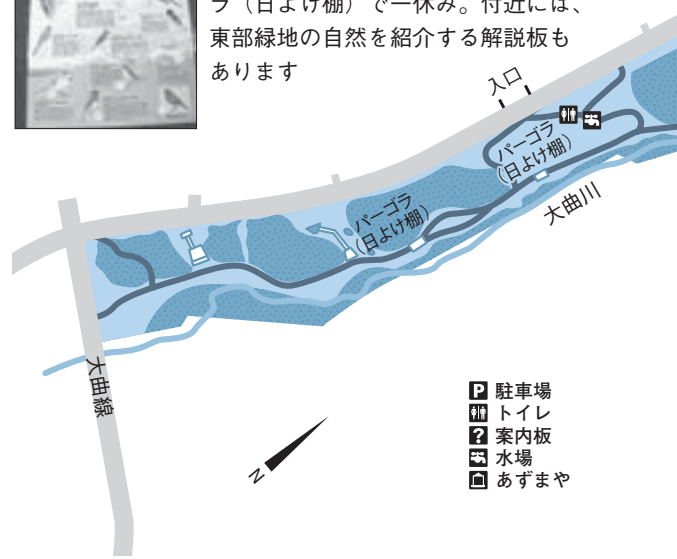 ラ（日よけ棚）で一休み。付近には、
東部緑地の自然を紹介する解説板も
あります
入口
パーゴラ
（日よけ棚）
パーゴラ
（日よけ棚）
大曲川
大曲線
P 駐車場
トイレ
? 案内板
水場
あずまや
N